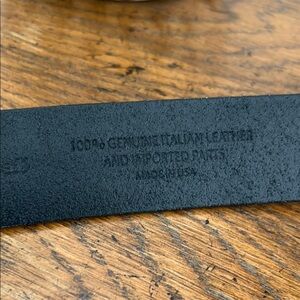 100% GENUINE ITALIAN LEATHER
AND IMPORTED PARTS
MADE IN USA